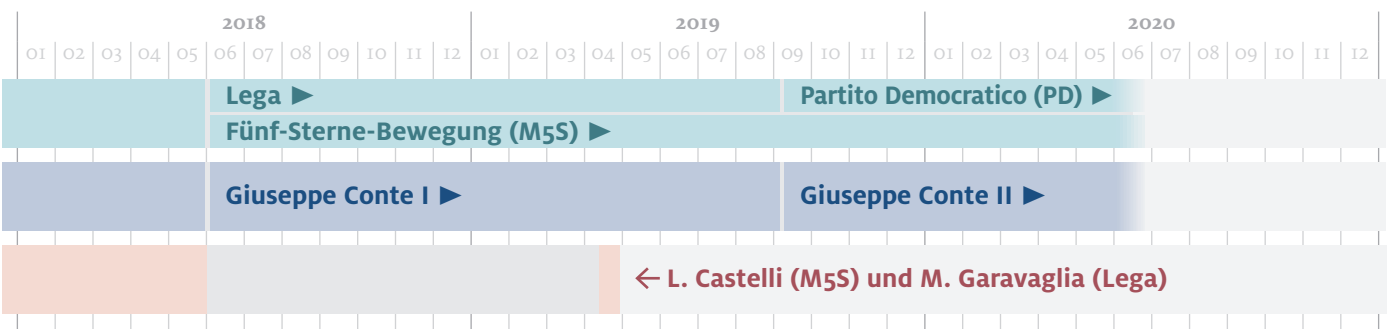 2018 2019 2020
01 02 03 04 05 06 07 08 09 10 11 12 01 02 03 04 05 06 07 08 09 10 11 12 01 02 03 04 05 06 07 08 09 10 11 12
Lega ▶ Partito Democratico (PD) ▶
Fünf-Sterne-Bewegung (M5S) ▶
Giuseppe Conte I ▶ Giuseppe Conte II ▶
← L. Castelli (M5S) und M. Garavaglia (Lega)